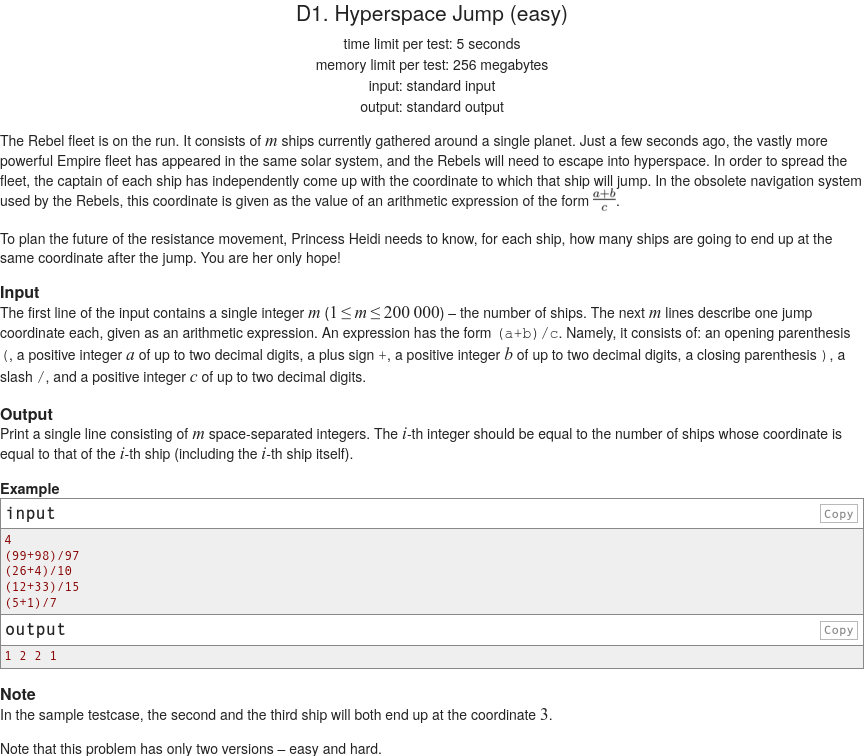 D1. Hyperspace Jump (easy)
time limit per test: 5 seconds
memory limit per test: 256 megabytes
input: standard input
output: standard output
The Rebel fleet is on the run. It consists of m ships currently gathered around a single planet. Just a few seconds ago, the vastly more
powerful Empire fleet has appeared in the same solar system, and the Rebels will need to escape into hyperspace. In order to spread the
fleet, the captain of each ship has independently come up with the coordinate to which that ship will jump. In the obsolete navigation system
used by the Rebels, this coordinate is given as the value of an arithmetic expression of the form \frac{a+b}{c}.
To plan the future of the resistance movement, Princess Heidi needs to know, for each ship, how many ships are going to end up at the
same coordinate after the jump. You are her only hope!
Input
The first line of the input contains a single integer m (1 ≤ m ≤ 200 000) – the number of ships. The next m lines describe one jump
coordinate each, given as an arithmetic expression. An expression has the form (a+b)/c. Namely, it consists of: an opening parenthesis
(, a positive integer a of up to two decimal digits, a plus sign +, a positive integer b of up to two decimal digits, a closing parenthesis ), a
slash /, and a positive integer c of up to two decimal digits.
Output
Print a single line consisting of m space-separated integers. The i-th integer should be equal to the number of ships whose coordinate is
equal to that of the i-th ship (including the i-th ship itself).
Example
input Copy
4
(99+98)/97
(26+4)/10
(12+33)/15
(5+1)/7
output Copy
1 2 2 1
Note
In the sample testcase, the second and the third ship will both end up at the coordinate 3.
Note that this problem has only two versions – easy and hard.